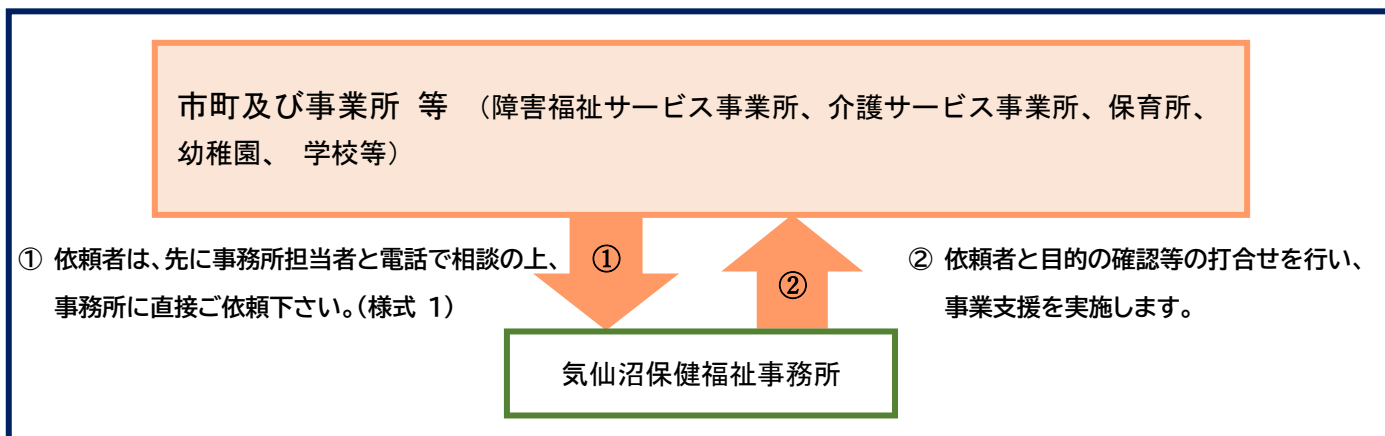 市町及び事業所 等 （障害福祉サービス事業所、介護サービス事業所、保育所、
幼稚園、 学校等）
① 依頼者は、先に事務所担当者と電話で相談の上、
事務所に直接ご依頼下さい。（様式 1）
①
②
② 依頼者と目的の確認等の打合せを行い、
事業支援を実施します。
気仙沼保健福祉事務所